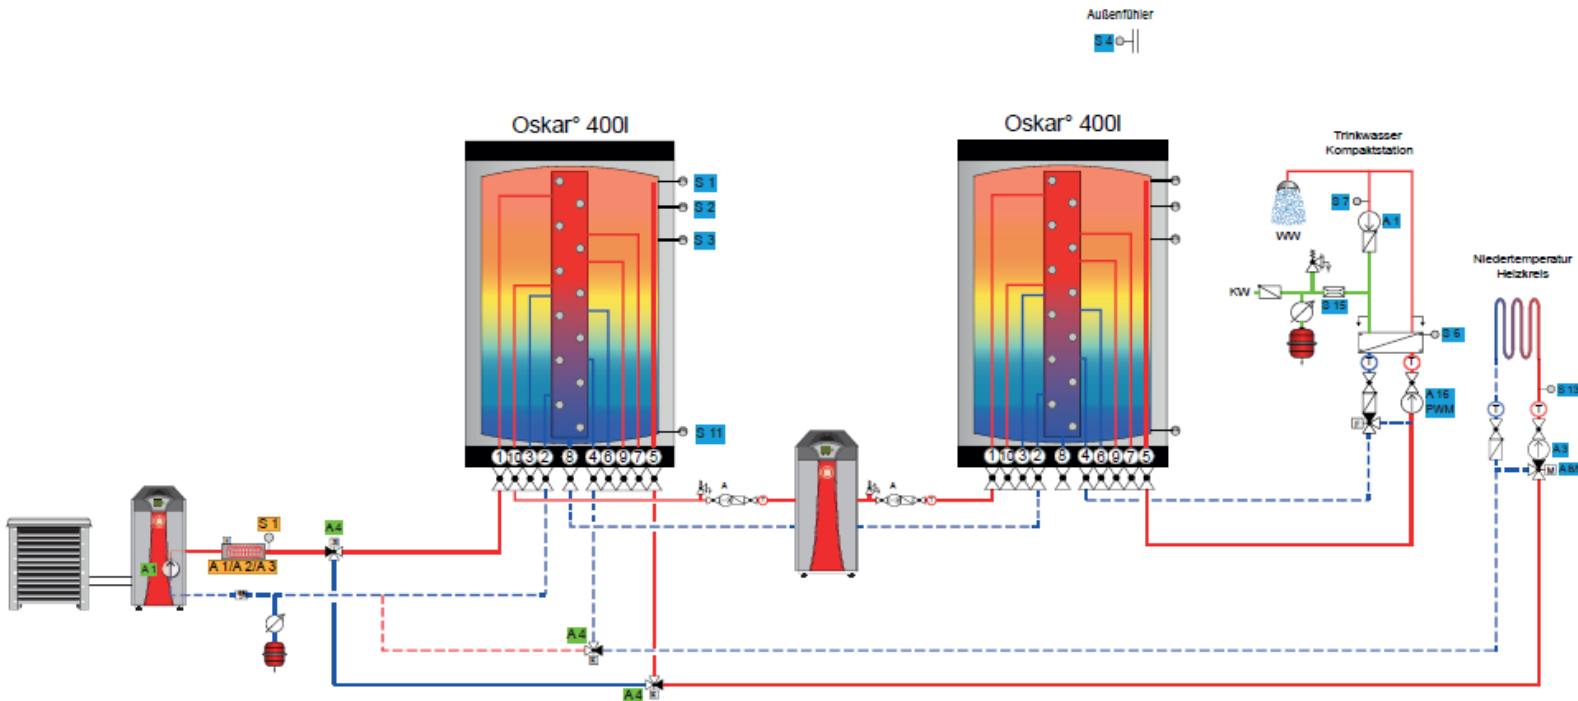 Außenfühler
S 4
Oskar° 400l
Oskar° 400l
Trinkwasser
Kompaktstation
S 1
S 2
S 3
S 7
A 1
WW
Niedertemperatur
Heizkreis
KW
S 15
S 6
T
T
A 16
PWM
S 13
T
T
A 3
M
S 11
1 10 3 2 8 4 6 9 7 5
1 10 3 2 8 4 6 9 7 5
A
T
A
T
S 1
A 4
A 1
A 1/A 2/A 3
A 4
A 4